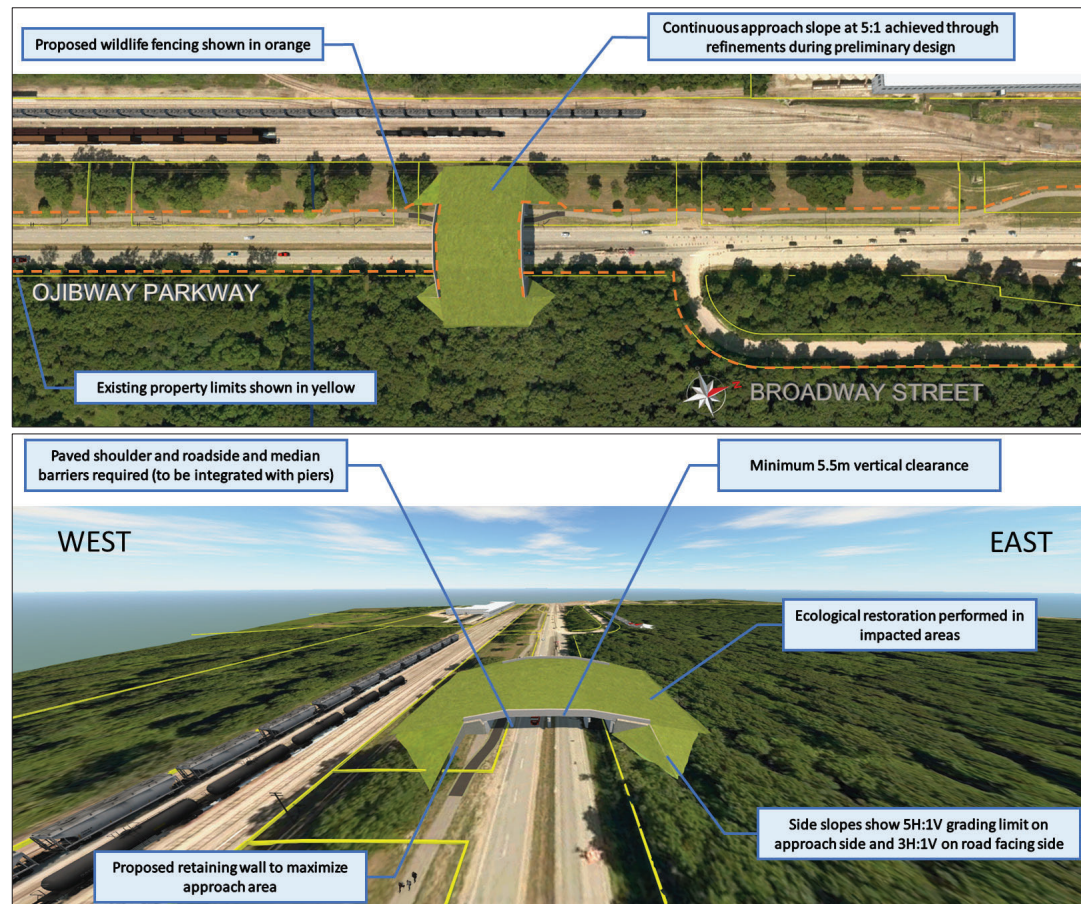 Proposed wildlife fencing shown in orange
Continuous approach slope at 5:1 achieved through
refinements during preliminary design
OJIBWAY PARKWAY
Existing property limits shown in yellow
BROADWAY STREET
Paved shoulder and roadside and median
barriers required (to be integrated with piers)
Minimum 5.5m vertical clearance
WEST
EAST
Ecological restoration performed in
impacted areas
Side slopes show 5H:1V grading limit on
approach side and 3H:1V on road facing side
Proposed retaining wall to maximize
approach area